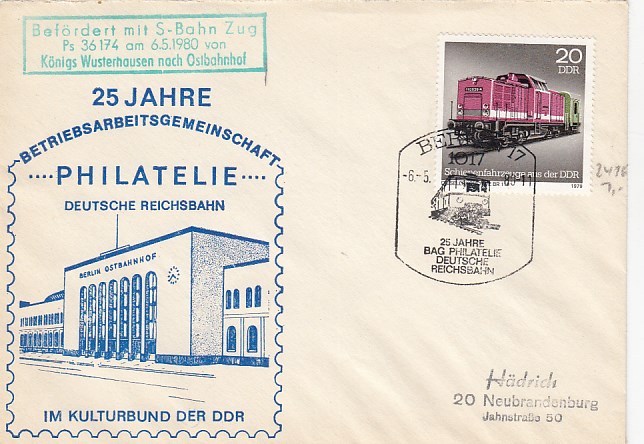 Befördert mit S-Bahn Zug
Ps 36174 am 6.5.1980 von
Königs Wusterhausen nach Ostbahnhof
25 JAHRE
BETRIEBSARBEITSGEMEINSCHAFT
····PHILATELIE····
DEUTSCHE REICHSBAHN
BERLIN OSTBAHNHOF
IM KULTURBUND DER DDR
20
DDR
Schienenfahrzeuge aus der DDR
1979
BERLIN 17
1017
-6.-5.
25 JAHRE
BAG PHILATELIE
DEUTSCHE
REICHSBAHN
Hädrich
20 Neubrandenburg
Jahnstraße 50